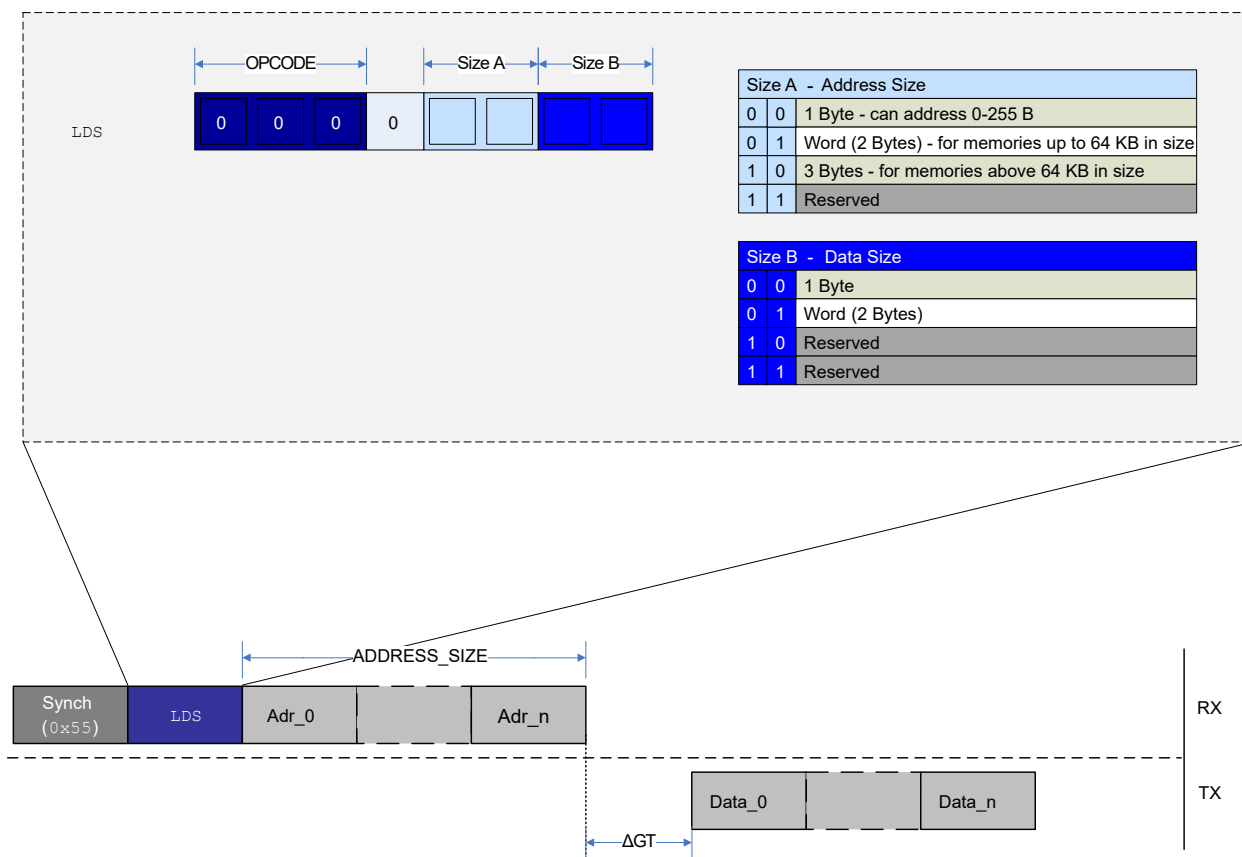 OPCODE Size A Size B
LDS 0 0 0 0
Size A - Address Size
0 0 1 Byte - can address 0-255 B
0 1 Word (2 Bytes) - for memories up to 64 KB in size
1 0 3 Bytes - for memories above 64 KB in size
1 1 Reserved
Size B - Data Size
0 0 1 Byte
0 1 Word (2 Bytes)
1 0 Reserved
1 1 Reserved
ADDRESS_SIZE
Synch
(0x55)
LDS
Adr_0
Adr_n
RX
Data_0
Data_n
TX
ΔGT